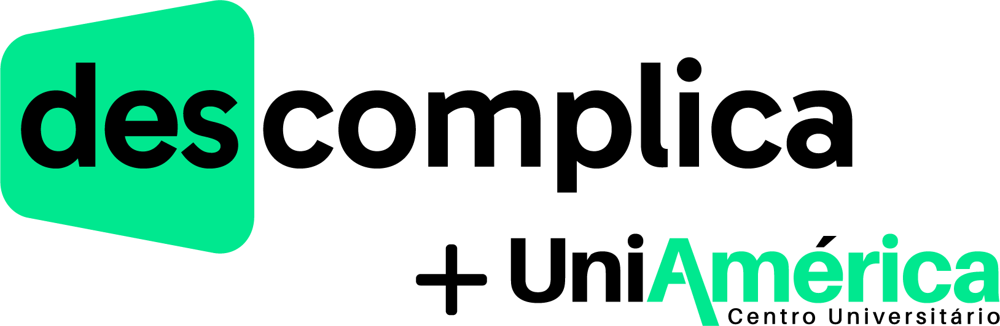 descomplica
+ UniAmérica
Centro Universitário